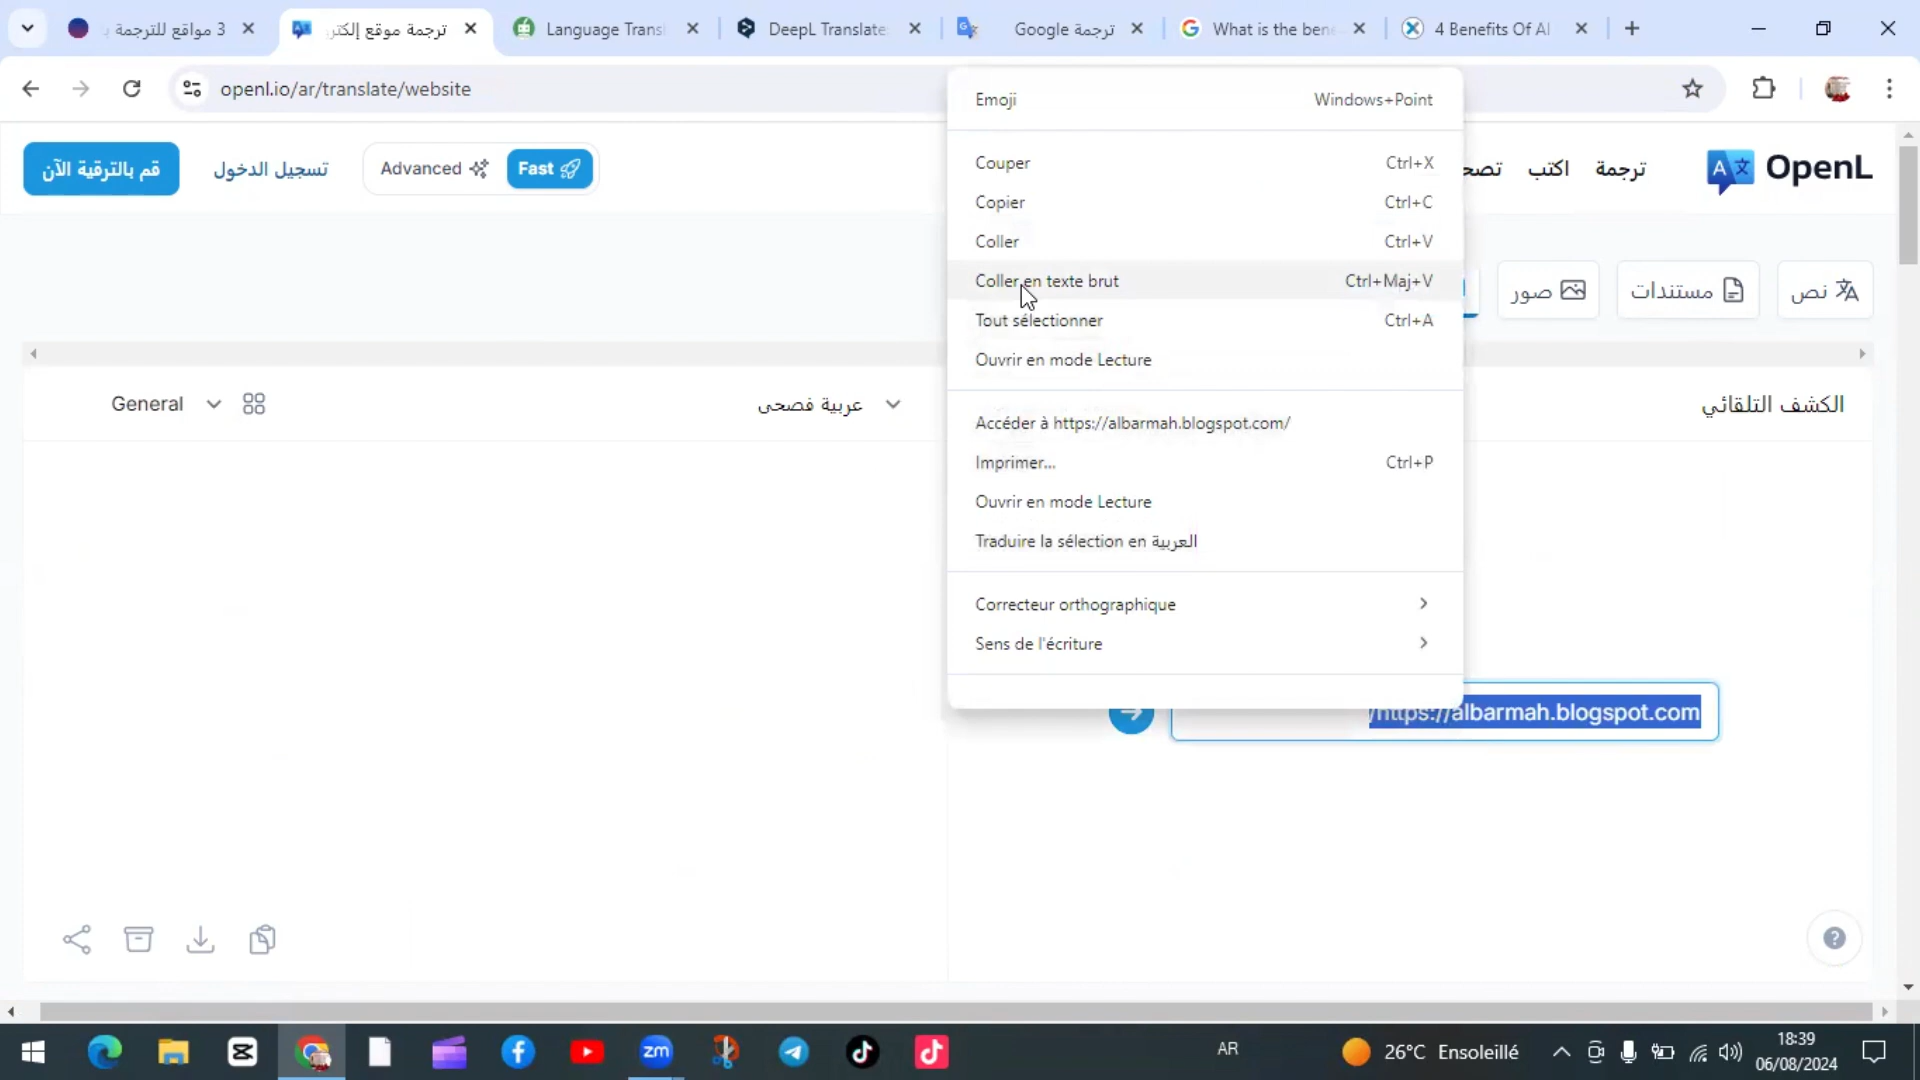 3 مواقع للترجمة
ترجمة موقع إلكتر
Language Transl
DeepL Translate
ترجمة Google
What is the bene
4 Benefits Of AI
openl.io/ar/translate/website
قم بالترقية الآن
تسجيل الدخول
Advanced
Fast
ترجمة
اكتب
تصح
OpenL
نص
مستندات
صور
General
عربية فصحى
الكشف التلقائي
Emoji Windows+Point
Couper Ctrl+X
Copier Ctrl+C
Coller Ctrl+V
Coller en texte brut Ctrl+Maj+V
Tout sélectionner Ctrl+A
Ouvrir en mode Lecture
Accéder à https://albarmah.blogspot.com/
Imprimer... Ctrl+P
Ouvrir en mode Lecture
Traduire la sélection en العربية
Correcteur orthographique
Sens de l'écriture
/https://albarmah.blogspot.com
zm
AR
26°C Ensoleillé
18:39
06/08/2024